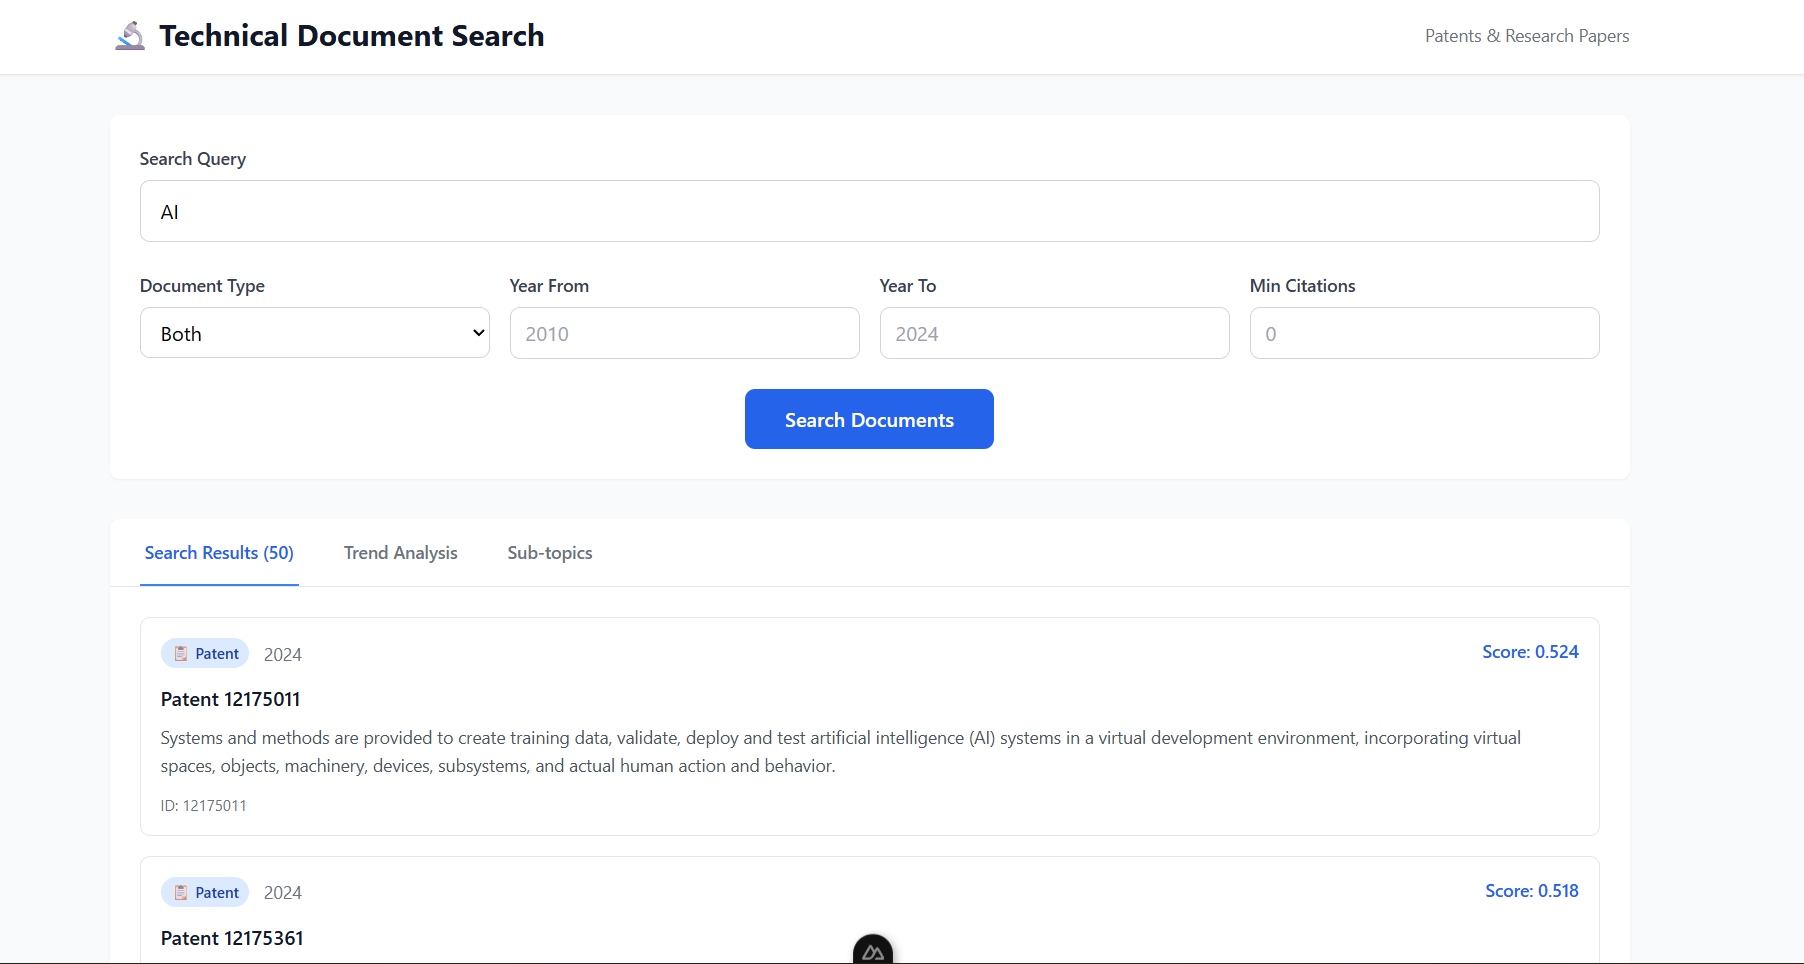 Technical Document Search
Patents & Research Papers
Search Query
AI
Document Type
Year From
Year To
Min Citations
Both
2010
2024
0
Search Documents
Search Results (50)
Trend Analysis
Sub-topics
Patent
2024
Score: 0.524
Patent 12175011
Systems and methods are provided to create training data, validate, deploy and test artificial intelligence (AI) systems in a virtual development environment, incorporating virtual
spaces, objects, machinery, devices, subsystems, and actual human action and behavior.
ID: 12175011
Patent
2024
Score: 0.518
Patent 12175361